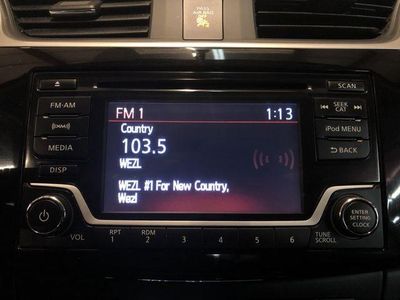 PASS
AIR BAG
SCAN
FM·AM
XM
MEDIA
DISP
FM 1 1:13
Country
103.5
WEZL
WEZL #1 For New Country,
Wezl
SEEK
CAT
iPod MENU
BACK
VOL
RPT
1
RDM
2
3
4
5
6
TUNE
SCROLL
ENTER
SETTING
CLOCK